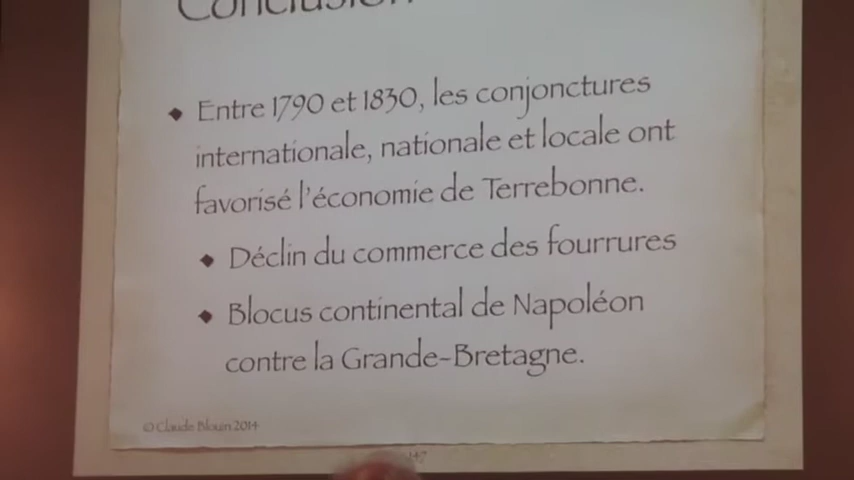 Conclusion
Entre 1790 et 1830, les conjonctures
internationale, nationale et locale ont
favorisé l'économie de Terrebonne.
Déclin du commerce des fourrures
Blocus continental de Napoléon
contre la Grande-Bretagne.
© Claude Blouin 2014
147